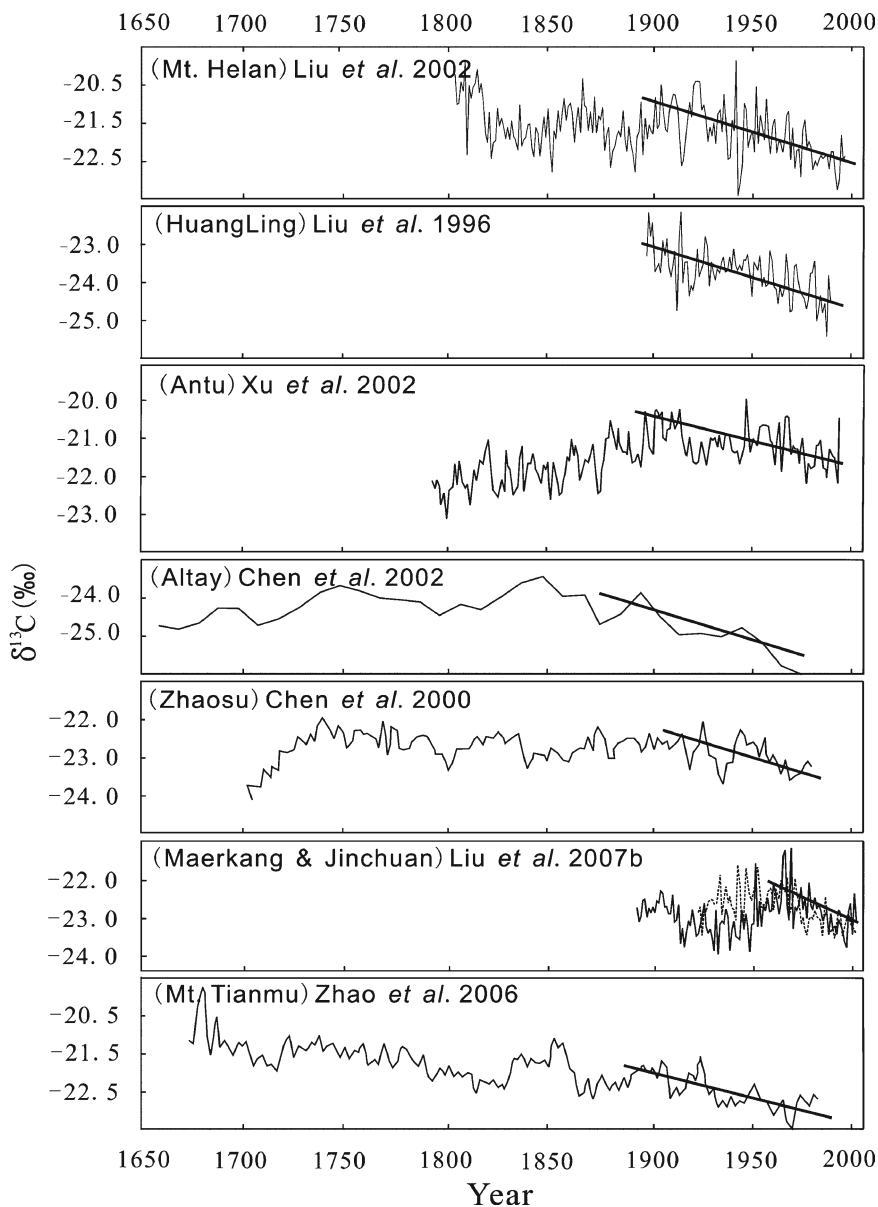 1650 1700 1750 1800 1850 1900 1950 2000
(Mt. Helan) Liu et al. 2002
-20.5
-21.5
-22.5
(HuangLing) Liu et al. 1996
-23.0
-24.0
-25.0
(Antu) Xu et al. 2002
-20.0
-21.0
-22.0
-23.0
(Altay) Chen et al. 2002
-24.0
-25.0
δ¹³C (‰)
(Zhaosu) Chen et al. 2000
-22.0
-23.0
-24.0
(Maerkang & Jinchuan) Liu et al. 2007b
-22.0
-23.0
-24.0
(Mt. Tianmu) Zhao et al. 2006
-20.5
-21.5
-22.5
1650 1700 1750 1800 1850 1900 1950 2000
Year